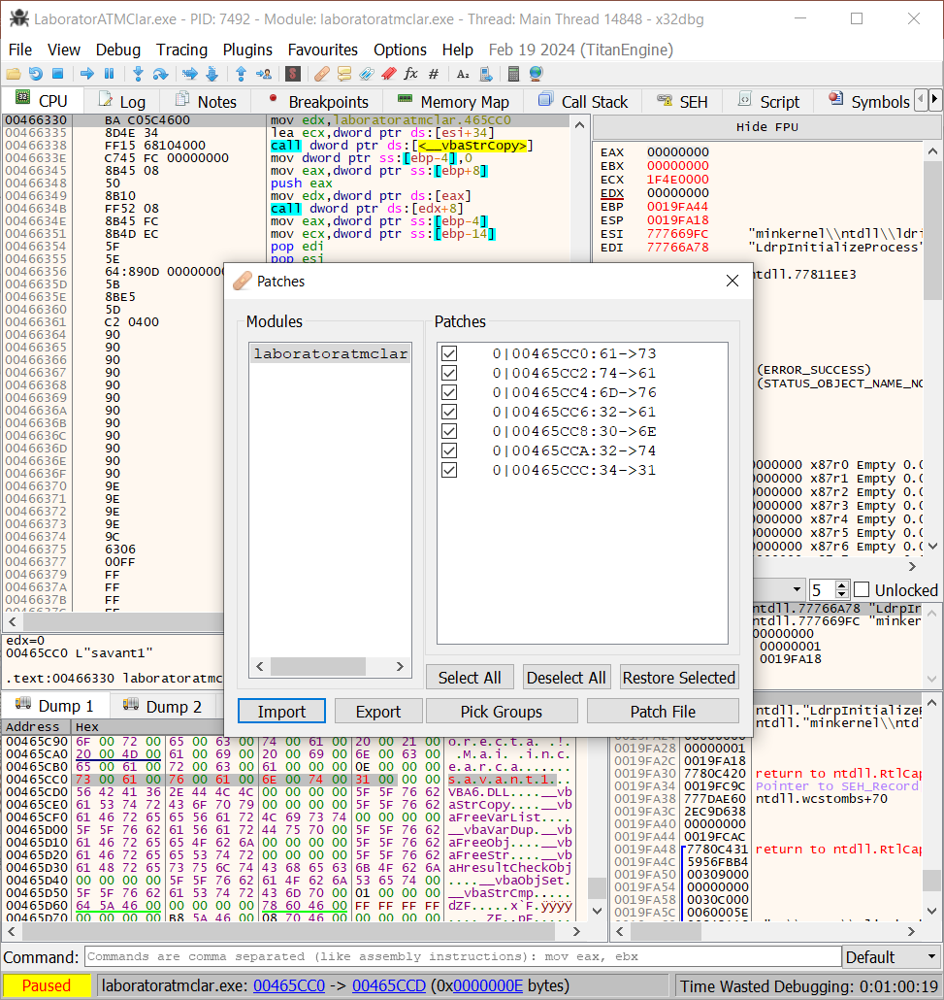 LaboratorATMClar.exe - PID: 7492 - Module: laboratoratmclar.exe - Thread: Main Thread 14848 - x32dbg
File View Debug Tracing Plugins Favourites Options Help Feb 19 2024 (TitanEngine)
CPU Log Notes Breakpoints Memory Map Call Stack SEH Script Symbols
00466330 BA C05C4600 mov edx,laboratoratmclar.465CC0
00466335 8D4E 34 lea ecx,dword ptr ds:[esi+34]
00466338 FF15 68104000 call dword ptr ds:[<__vbaStrCopy>]
0046633E C745 FC 00000000 mov dword ptr ss:[ebp-4],0
00466345 8B45 08 mov eax,dword ptr ss:[ebp+8]
00466348 50 push eax
00466349 8B10 mov edx,dword ptr ds:[eax]
0046634B FF52 08 call dword ptr ds:[edx+8]
0046634E 8B45 FC mov eax,dword ptr ss:[ebp-4]
00466351 8B4D EC mov ecx,dword ptr ss:[ebp-14]
00466354 5F pop edi
00466355 5E pop esi
00466356 64:890D 00000000
0046635D 5B
0046635E 8BE5
00466360 5D
00466361 C2 0400
00466364 90
00466365 90
00466366 90
00466367 90
00466368 90
00466369 90
0046636A 90
0046636B 90
0046636C 90
0046636D 90
0046636E 90
0046636F 90
00466370 9E
00466371 9E
00466372 9E
00466373 9E
00466374 9C
00466375 6306
00466377 00FF
00466379 FF
0046637A FF
0046637B FF
Hide FPU
EAX 00000000
EBX 00000000
ECX 1F4E0000
EDX 00000000
EBP 0019FA44
ESP 0019FA18
ESI 777669FC "minkernel\\ntdll\\ldri
EDI 77766A78 "LdrpInitializeProcess"
ntdll.77811EE3
(ERROR_SUCCESS)
(STATUS_OBJECT_NAME_NO
0000000 x87r0 Empty 0.0
0000000 x87r1 Empty 0.0
0000000 x87r2 Empty 0.0
0000000 x87r3 Empty 0.0
0000000 x87r4 Empty 0.0
0000000 x87r5 Empty 0.0
0000000 x87r6 Empty 0.0
5 Unlocked
ntdll.77766A78 "LdrpIn
ntdll.777669FC "minker
00000000
00000001
0019FA18
Patches
Modules
laboratoratmclar
Patches
0|00465CC0:61->73
0|00465CC2:74->61
0|00465CC4:6D->76
0|00465CC6:32->61
0|00465CC8:30->6E
0|00465CCA:32->74
0|00465CCC:34->31
Select All Deselect All Restore Selected
Import Export Pick Groups Patch File
edx=0
00465CC0 L"savant1"
.text:00466330 laboratoratmc
Dump 1 Dump 2
Address Hex
00465C90 6F 00 72 00 65 00 63 00 74 00 61 00 20 00 21 00 o.r.e.c.t.a. .!.
00465CA0 20 00 4D 00 61 00 69 00 20 00 69 00 6E 00 63 00 .M.a.i. .i.n.c.
00465CB0 65 00 61 00 72 00 63 00 61 00 00 00 0E 00 00 00 e.a.r.c.a.......
00465CC0 73 00 61 00 76 00 61 00 6E 00 74 00 31 00 00 00 s.a.v.a.n.t.1...
00465CD0 56 42 41 36 2E 44 4C 4C 00 00 00 00 5F 5F 76 62 VBA6.DLL....__vb
00465CE0 61 53 74 72 43 6F 70 79 00 00 00 00 5F 5F 76 62 aStrCopy....__vb
00465CF0 61 46 72 65 65 56 61 72 4C 69 73 74 00 00 00 00 aFreeVarList....
00465D00 5F 5F 76 62 61 56 61 72 44 75 70 00 5F 5F 76 62 __vbaVarDup.__vb
00465D10 61 46 72 65 65 4F 62 6A 00 00 00 00 5F 5F 76 62 aFreeObj....__vb
00465D20 61 46 72 65 65 53 74 72 00 00 00 00 5F 5F 76 62 aFreeStr....__vb
00465D30 61 48 72 65 73 75 6C 74 43 68 65 63 6B 4F 62 6A aHresultCheckObj
00465D40 00 00 00 00 5F 5F 76 62 61 4F 62 6A 53 65 74 00 ....__vbaObjSet.
00465D50 5F 5F 76 62 61 53 74 72 43 6D 70 00 01 00 00 00 __vbaStrCmp.....
00465D60 64 5A 46 00 00 00 00 00 78 60 46 00 FF FF FF FF dZF.....x`F.ÿÿÿÿ
00465D70 00 00 00 00 B8 5A 46 00 08 70 46 00 00 00 00 00
ntdll."LdrpInitializeP
ntdll."minkernel\\ntdl
0019FA24 00000000
0019FA28 00000001
0019FA2C 0019FA18
0019FA30 7780C420 return to ntdll.RtlCap
0019FA34 0019FC9C Pointer to SEH_Record
0019FA38 777DAE60 ntdll.wcstombs+70
0019FA3C 2EC9D638
0019FA40 00000000
0019FA44 0019FCAC
0019FA48 7780C431 return to ntdll.RtlCap
0019FA4C 5956FBB4
0019FA50 00309000
0019FA54 00000000
0019FA58 0030C000
0019FA5C 0060005E
Command: Commands are comma separated (like assembly instructions): mov eax, ebx Default
Paused laboratoratmclar.exe: 00465CC0 -> 00465CCD (0x0000000E bytes) Time Wasted Debugging: 0:01:00:19